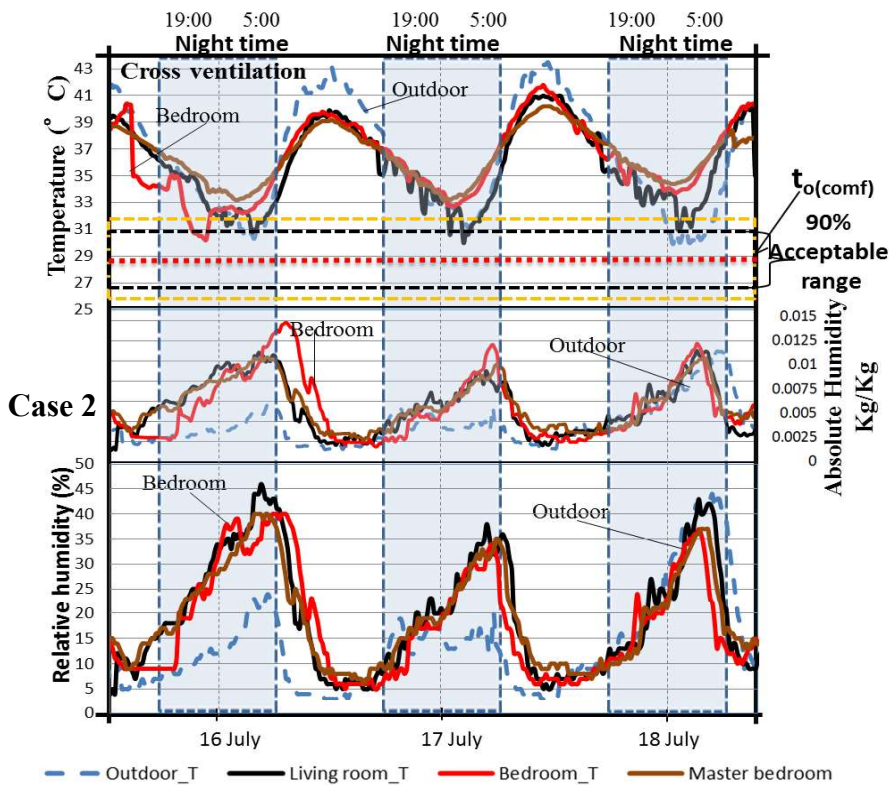 19:00 5:00 19:00 5:00 19:00 5:00
Night time Night time Night time
Cross ventilation
Outdoor
Bedroom
Temperature (° C)
43
41
39
37
35
33
31
29
27
25
to(comf)
90%
Acceptable
range
Case 2
Bedroom
Outdoor
0.015
0.0125
0.01
0.0075
0.005
0.0025
0
Absolute Humidity
Kg/Kg
Relative humidity (%)
50
45
40
35
30
25
20
15
10
5
0
Bedroom
Outdoor
16 July 17 July 18 July
Outdoor_T Living room_T Bedroom_T Master bedroom